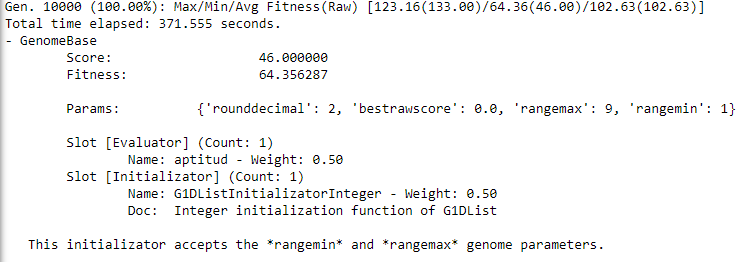 Gen. 10000 (100.00%): Max/Min/Avg Fitness(Raw) [123.16(133.00)/64.36(46.00)/102.63(102.63)]
Total time elapsed: 371.555 seconds.
- GenomeBase
Score: 46.000000
Fitness: 64.356287
Params: {'rounddecimal': 2, 'bestrawscore': 0.0, 'rangemax': 9, 'rangemin': 1}
Slot [Evaluator] (Count: 1)
Name: aptitud - Weight: 0.50
Slot [Initializator] (Count: 1)
Name: G1DListInitializatorInteger - Weight: 0.50
Doc: Integer initialization function of G1DList
This initializator accepts the *rangemin* and *rangemax* genome parameters.